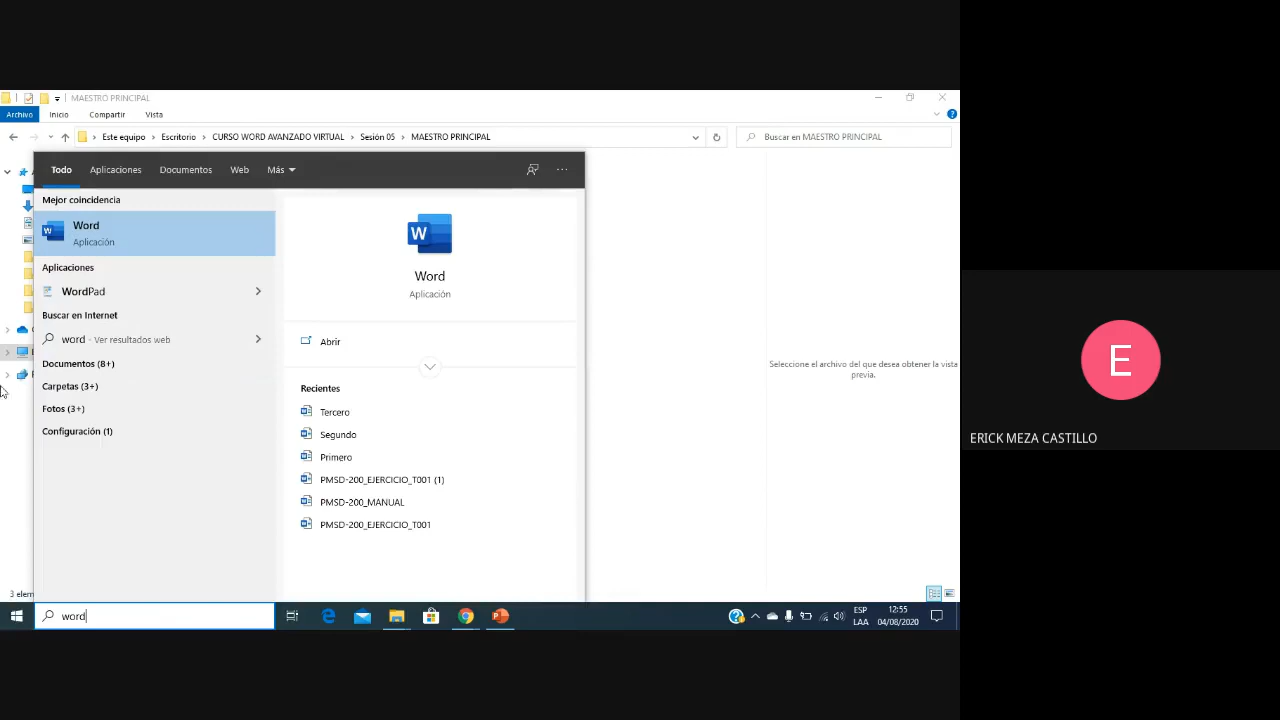 MAESTRO PRINCIPAL
Archivo Inicio Compartir Vista
Este equipo Escritorio CURSO WORD AVANZADO VIRTUAL Sesión 05 MAESTRO PRINCIPAL
Buscar en MAESTRO PRINCIPAL
Todo Aplicaciones Documentos Web Más
Mejor coincidencia
Word
Aplicación
Aplicaciones
WordPad
Buscar en Internet
word - Ver resultados web
Documentos (8+)
Carpetas (3+)
Fotos (3+)
Configuración (1)
W
Word
Aplicación
Abrir
Recientes
Tercero
Segundo
Primero
PMSD-200_EJERCICIO_T001 (1)
PMSD-200_MANUAL
PMSD-200_EJERCICIO_T001
Seleccione el archivo del que desea obtener la vista
previa.
3 elem
word
ESP
LAA
12:55
04/08/2020
E
ERICK MEZA CASTILLO